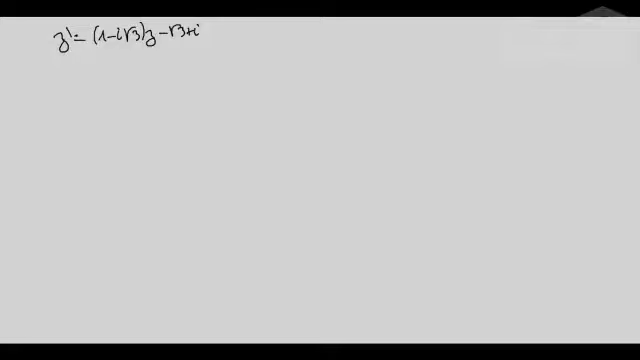 z' = (1-i√3)z - √3+i